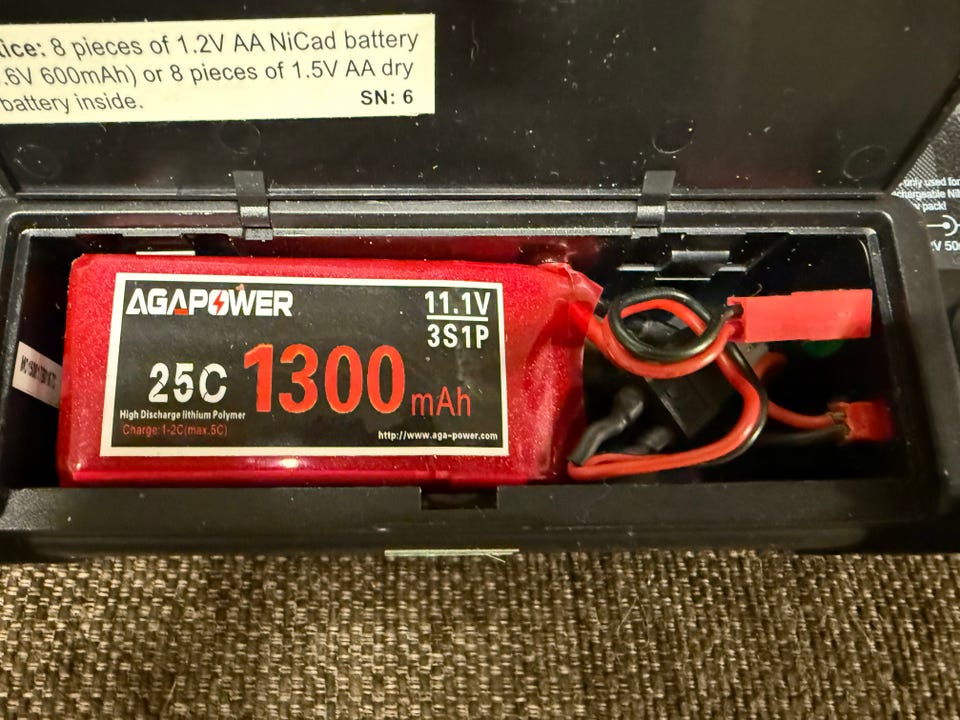 ice: 8 pieces of 1.2V AA NiCad battery
.6V 600mAh) or 8 pieces of 1.5V AA dry
battery inside.
SN: 6
only used for
chargeable Ni
pack!
AGAPOWER
11.1V
3S1P
25C 1300 mAh
High Discharge lithium Polymer
Charge:1-2C(max.5C)
http://www.aga-power.com